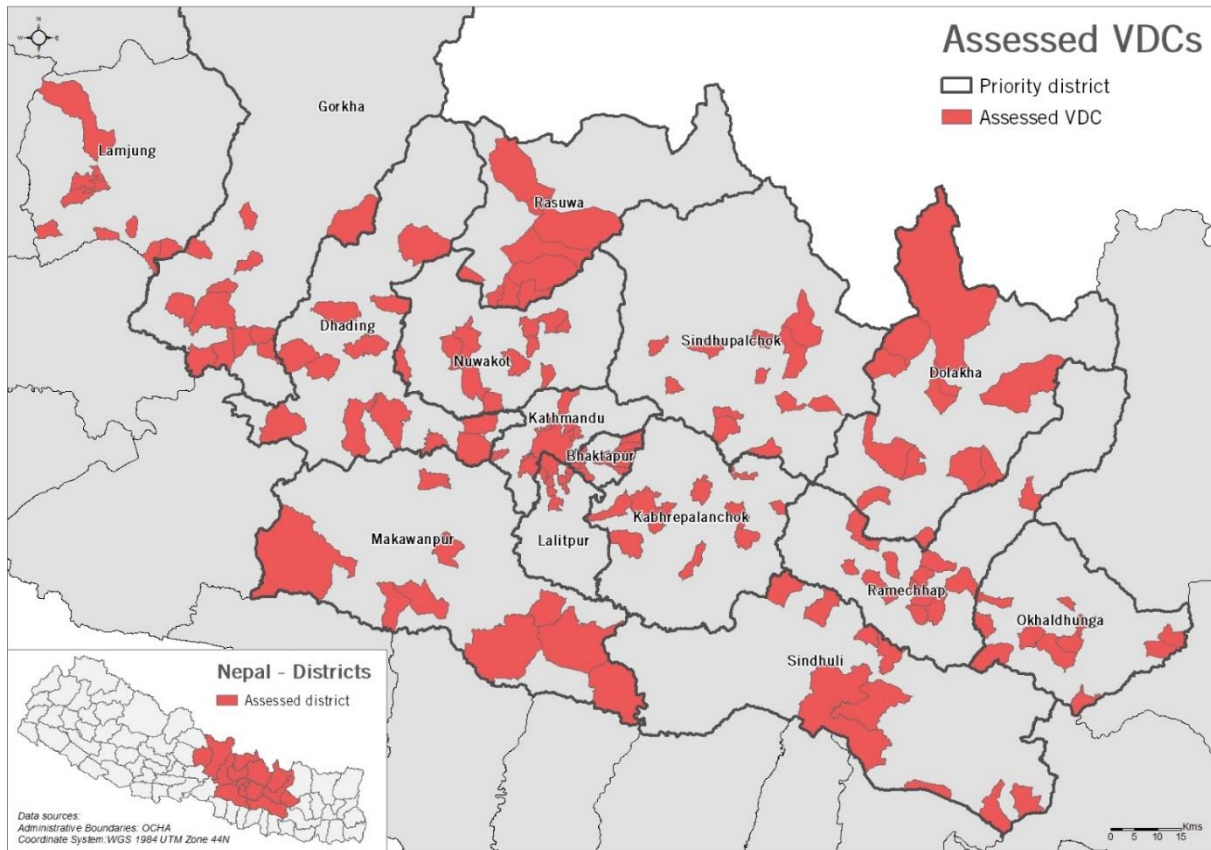 Assessed VDCs
Priority district
Assessed VDC
N
W
E
S
Gorkha
Lamjung
Rasuwa
Dhading
Nuwakot
Sindhupalchok
Dolakha
Kathmandu
Bhaktapur
Kabhrepalanchok
Makawanpur
Lalitpur
Ramechhap
Okhaldhunga
Sindhuli
Nepal - Districts
Assessed district
Data sources:
Administrative Boundaries: OCHA
Coordinate System:WGS 1984 UTM Zone 44N
Kms
0 5 10 15